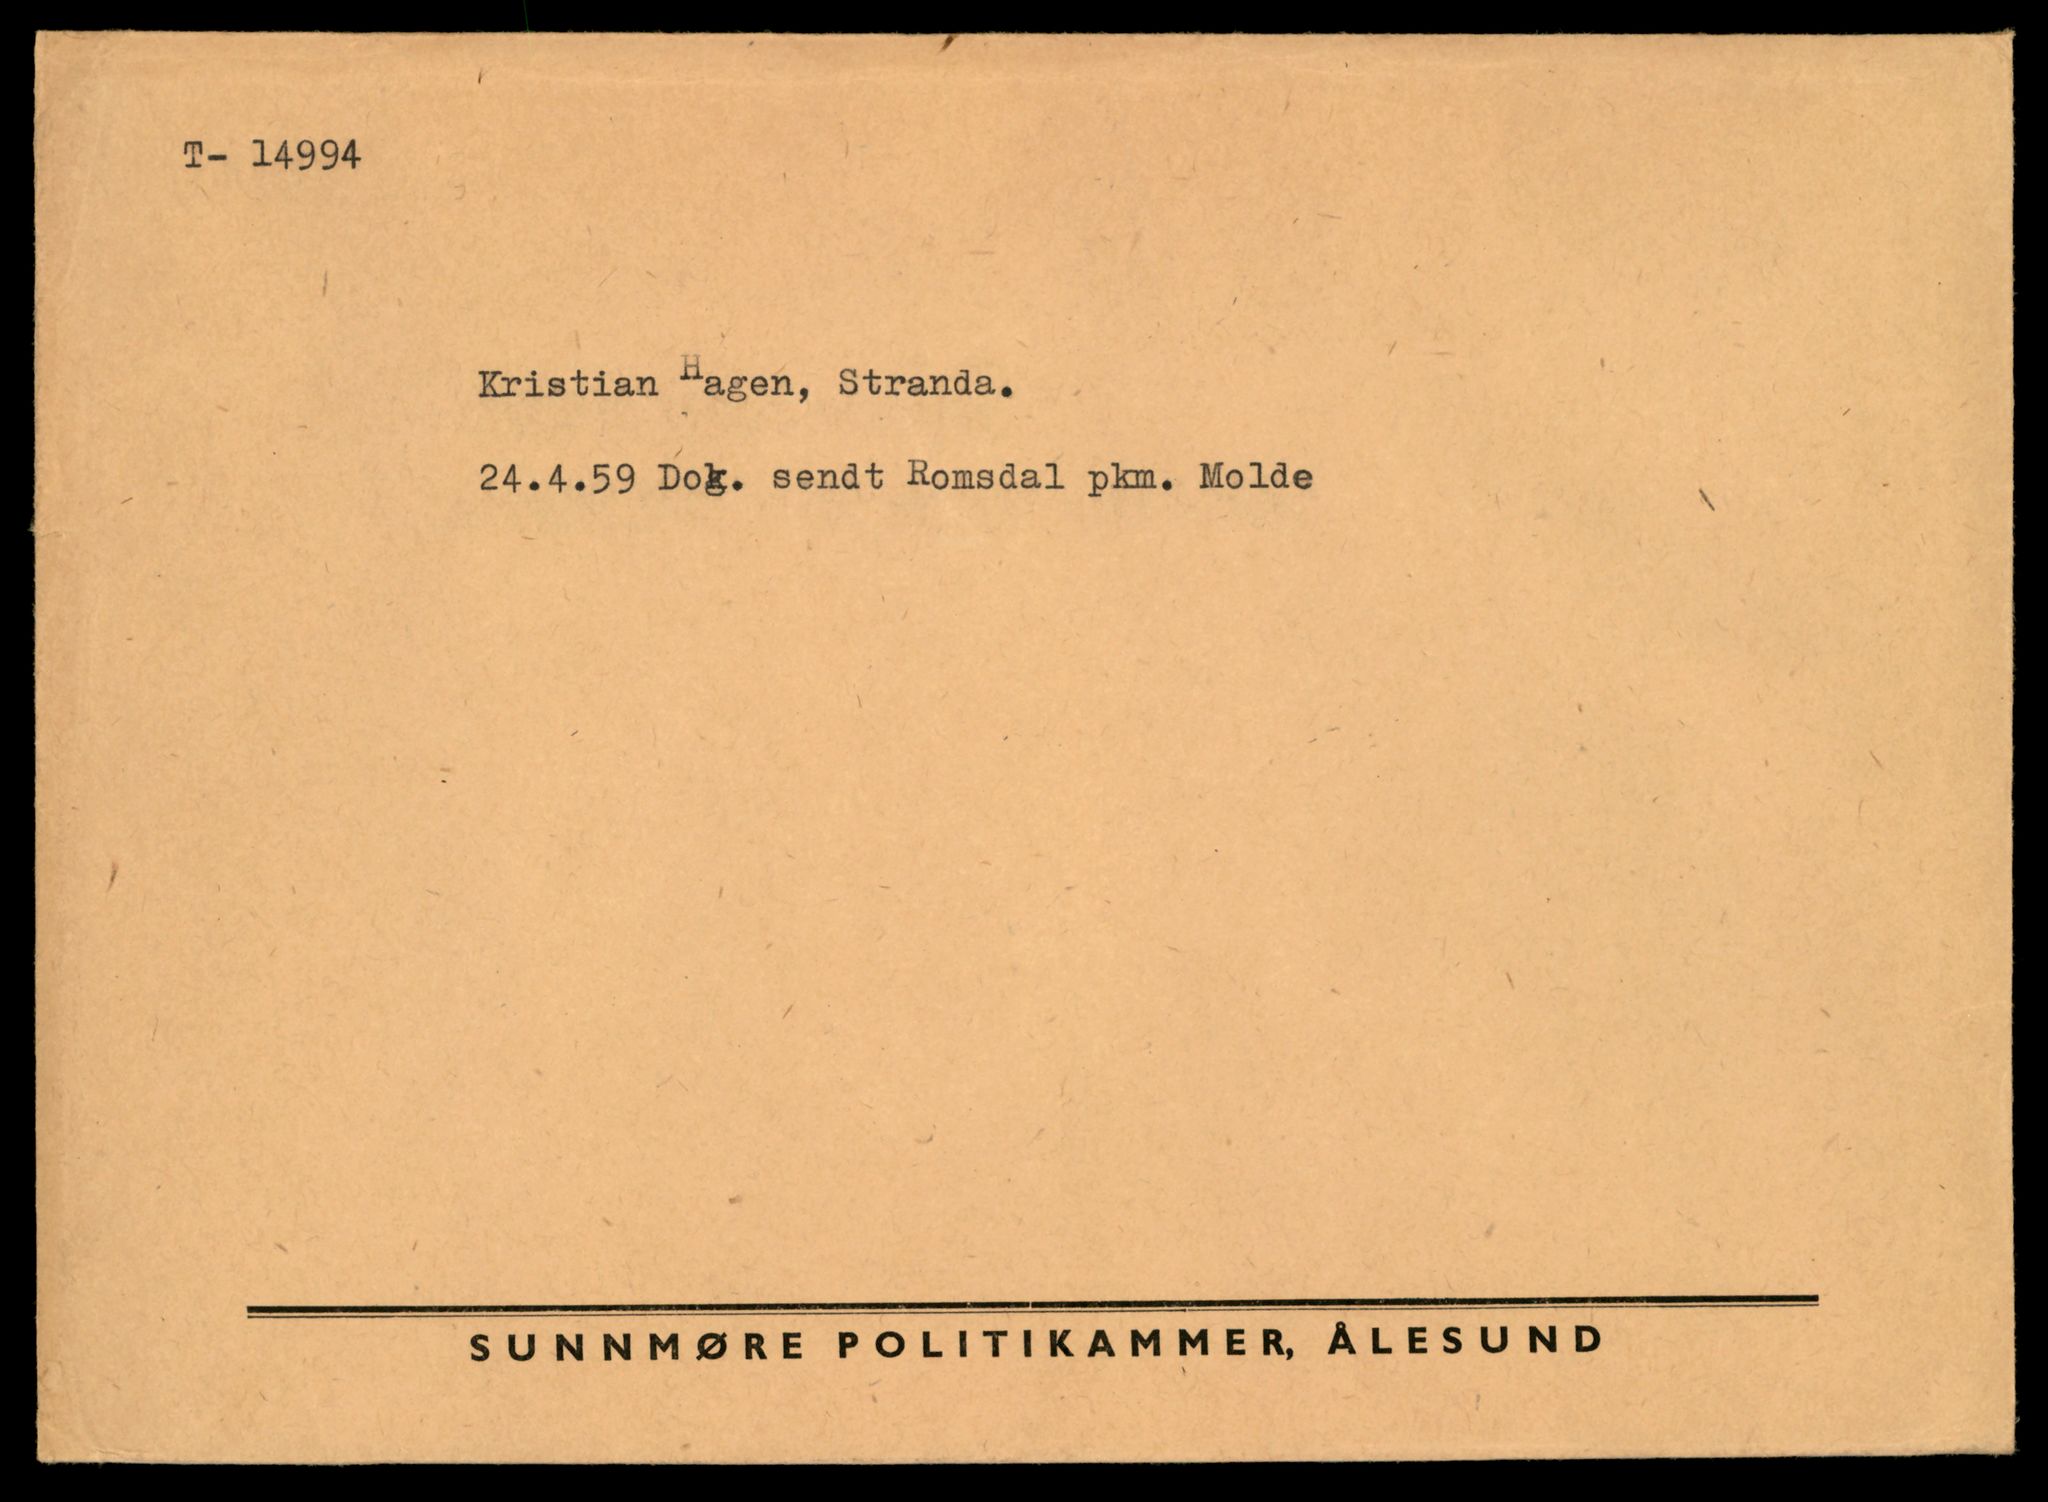 T- 14994
Kristian Hagen, Stranda.
24.4.59 Dok. sendt Romsdal pkm. Molde
SUNNMØRE POLITIKAMMER, ÅLESUND